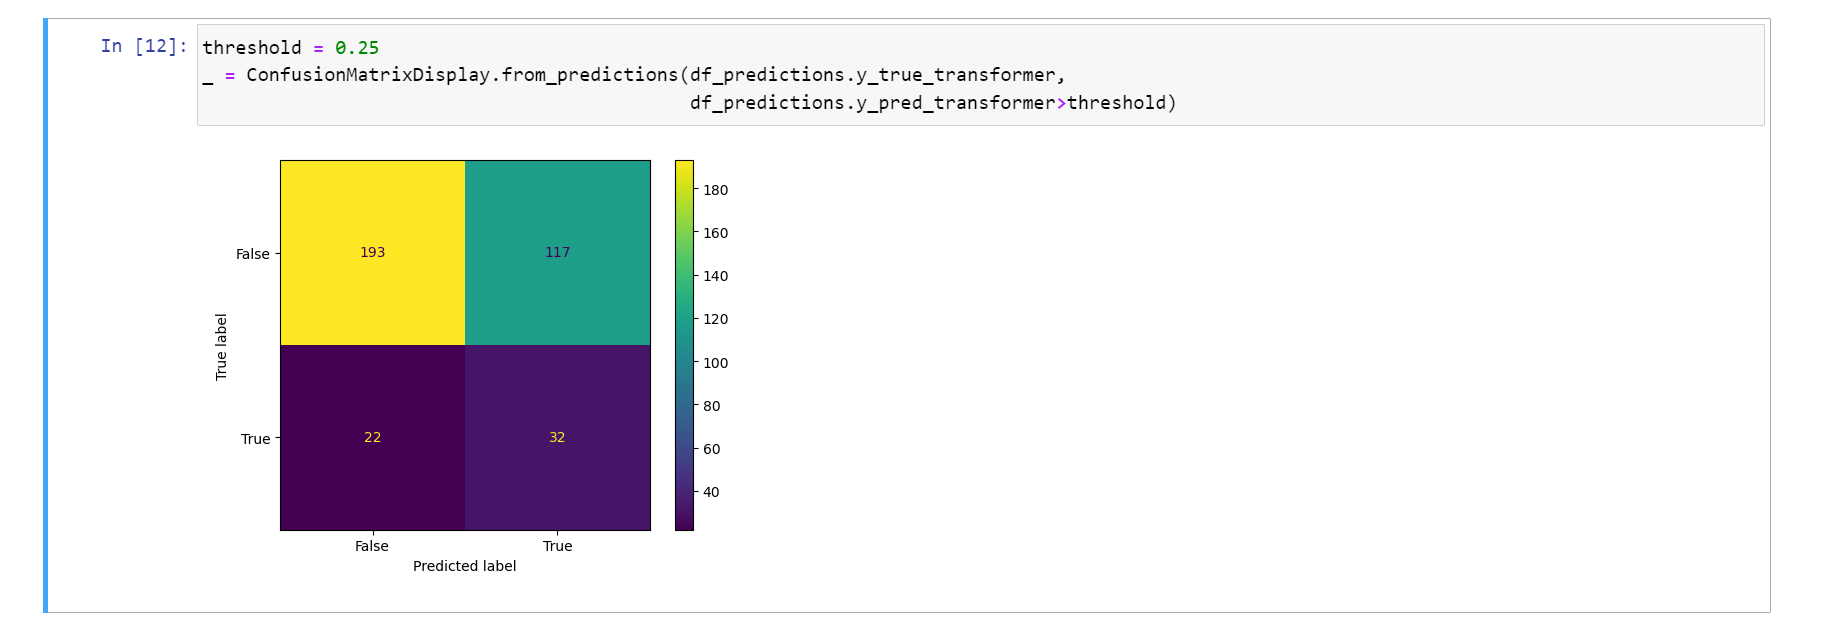 In [12]:
threshold = 0.25
_ = ConfusionMatrixDisplay.from_predictions(df_predictions.y_true_transformer,
df_predictions.y_pred_transformer>threshold)
193
117
22
32
False
True
True label
False
True
Predicted label
180
160
140
120
100
80
60
40